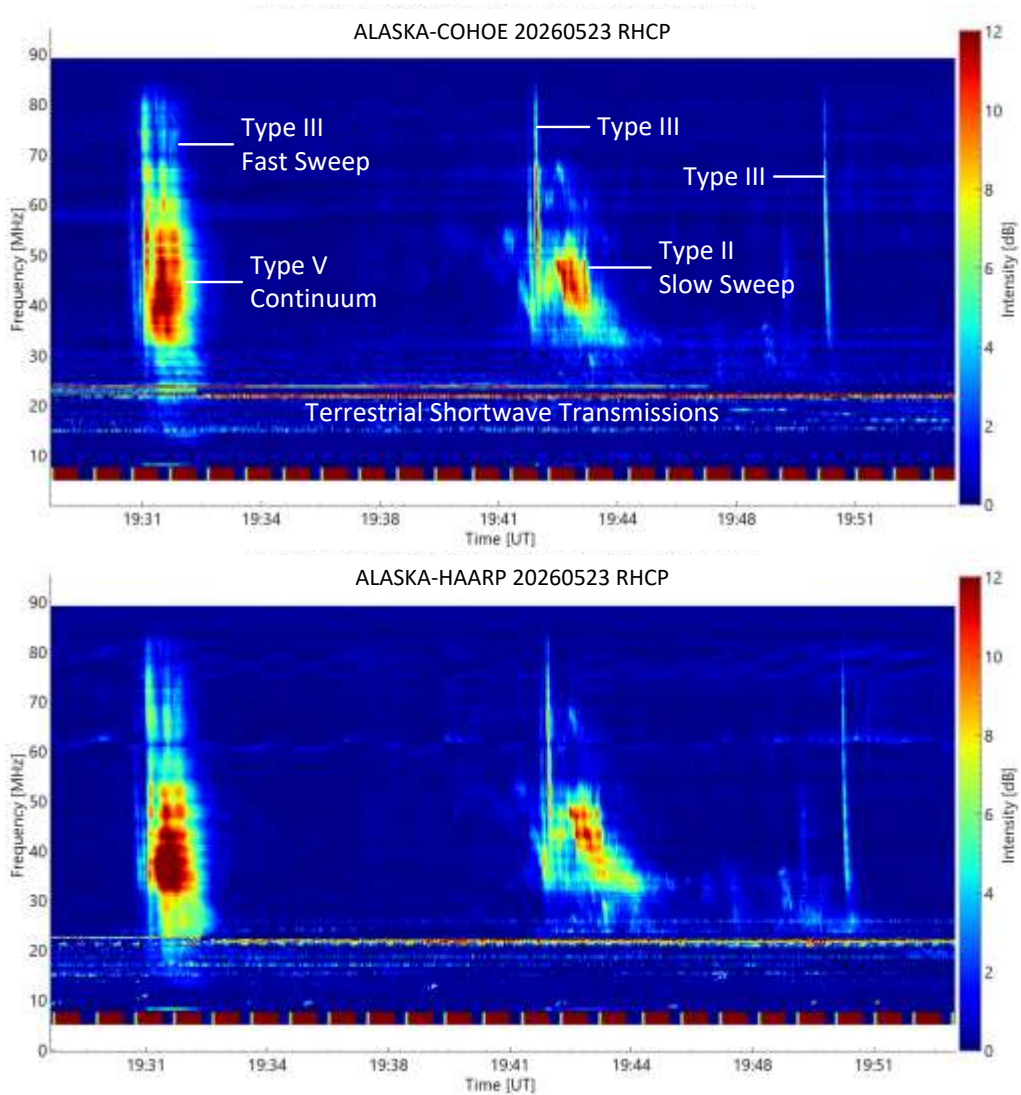 ALASKA-COHOE 20260523 RHCP
90
80
70
60
50
40
30
20
10
Frequency [MHz]
Type III
Fast Sweep
Type V
Continuum
Type III
Type III
Type II
Slow Sweep
Terrestrial Shortwave Transmissions
19:31
19:34
19:38
19:41
19:44
19:48
19:51
Time [UT]
12
10
8
6
4
2
0
Intensity [dB]
ALASKA-HAARP 20260523 RHCP
90
80
70
60
50
40
30
20
10
0
Frequency [MHz]
19:31
19:34
19:38
19:41
19:44
19:48
19:51
Time [UT]
12
10
8
6
4
2
0
Intensity [dB]